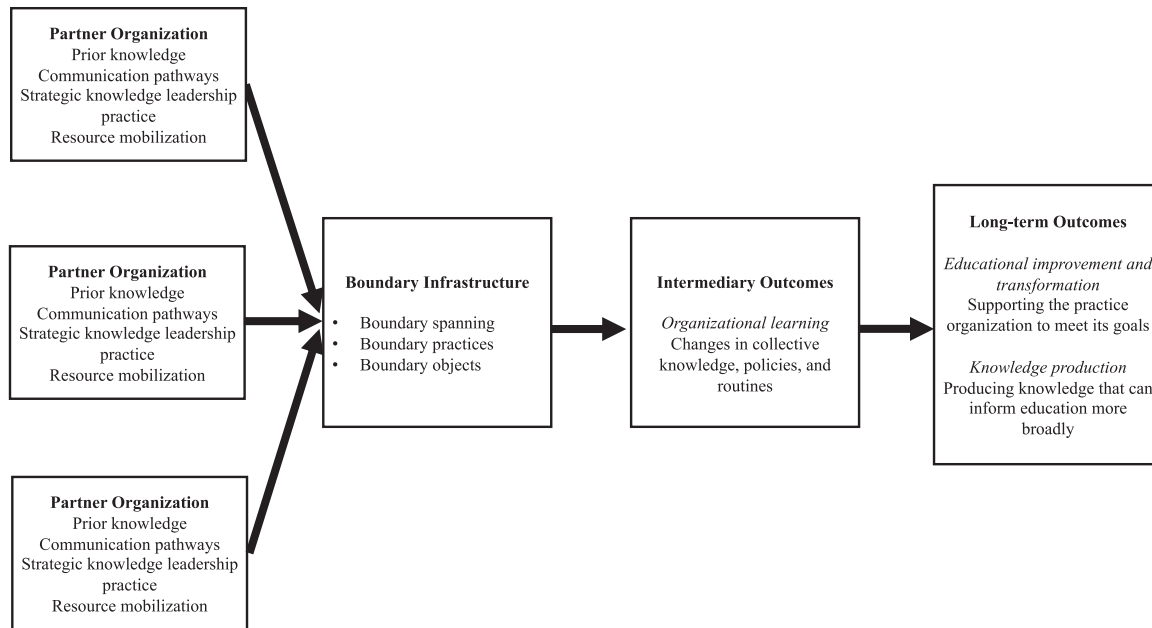 Partner Organization
Prior knowledge
Communication pathways
Strategic knowledge leadership
practice
Resource mobilization
Partner Organization
Prior knowledge
Communication pathways
Strategic knowledge leadership
practice
Resource mobilization
Partner Organization
Prior knowledge
Communication pathways
Strategic knowledge leadership
practice
Resource mobilization
Boundary Infrastructure
• Boundary spanning
• Boundary practices
• Boundary objects
Intermediary Outcomes
Organizational learning
Changes in collective
knowledge, policies, and
routines
Long-term Outcomes
Educational improvement and
transformation
Supporting the practice
organization to meet its goals
Knowledge production
Producing knowledge that can
inform education more
broadly